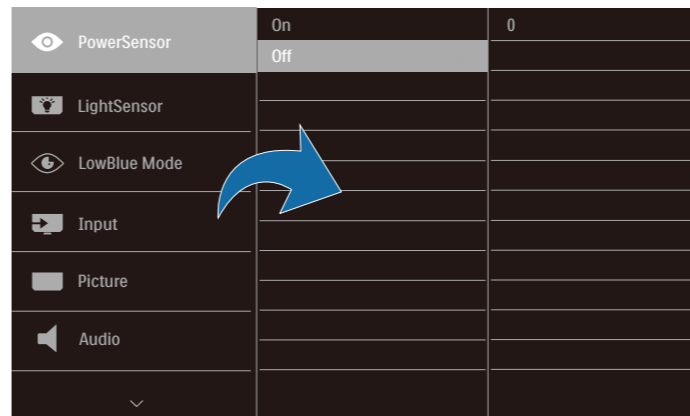 PowerSensor
On
0
Off
LightSensor
LowBlue Mode
Input
Picture
Audio